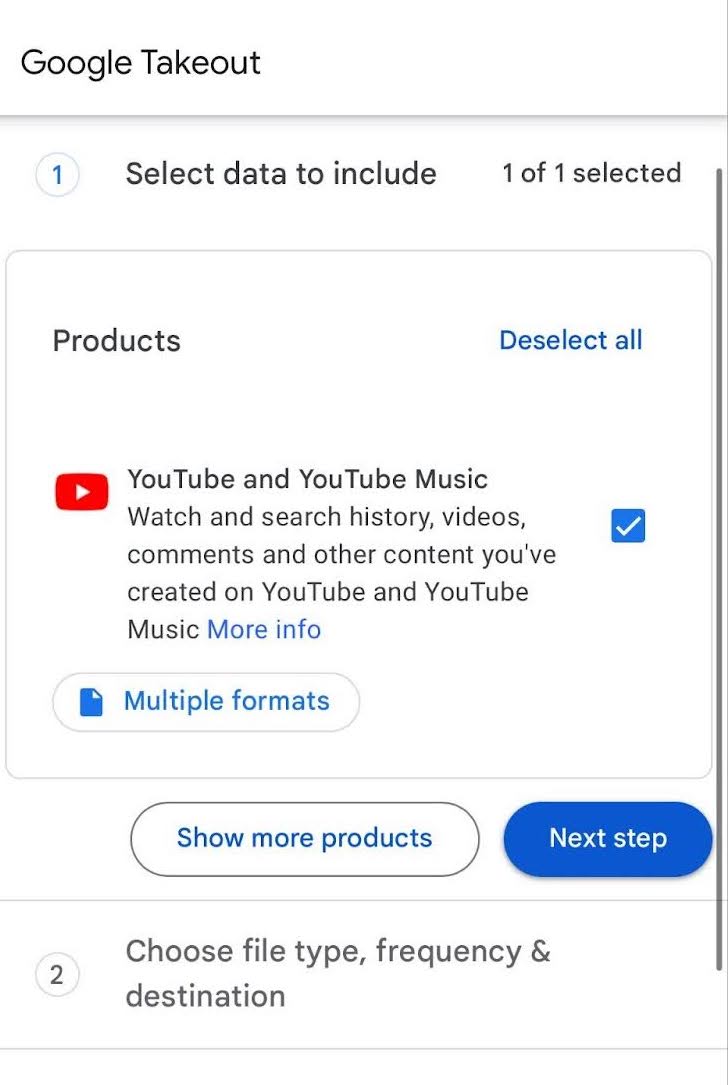 Google Takeout
1
Select data to include
1 of 1 selected
Products
Deselect all
YouTube and YouTube Music
Watch and search history, videos,
comments and other content you've
created on YouTube and YouTube
Music More info
Multiple formats
Show more products
Next step
2
Choose file type, frequency &
destination